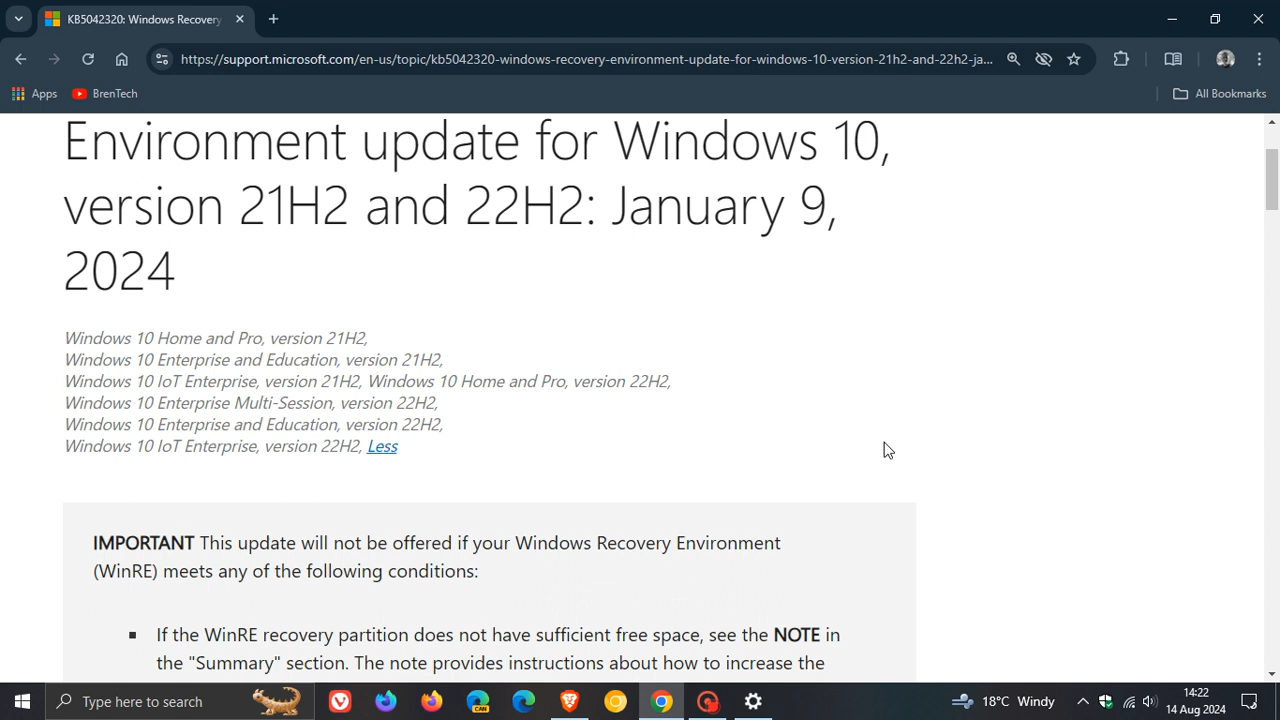 KB5042320: Windows Recovery
https://support.microsoft.com/en-us/topic/kb5042320-windows-recovery-environment-update-for-windows-10-version-21h2-and-22h2-ja...
Apps
BrenTech
All Bookmarks
Environment update for Windows 10,
version 21H2 and 22H2: January 9,
2024
Windows 10 Home and Pro, version 21H2,
Windows 10 Enterprise and Education, version 21H2,
Windows 10 IoT Enterprise, version 21H2, Windows 10 Home and Pro, version 22H2,
Windows 10 Enterprise Multi-Session, version 22H2,
Windows 10 Enterprise and Education, version 22H2,
Windows 10 IoT Enterprise, version 22H2, Less
IMPORTANT This update will not be offered if your Windows Recovery Environment
(WinRE) meets any of the following conditions:
▪ If the WinRE recovery partition does not have sufficient free space, see the NOTE in
the "Summary" section. The note provides instructions about how to increase the
Type here to search
CAN
18°C Windy
14:22
14 Aug 2024